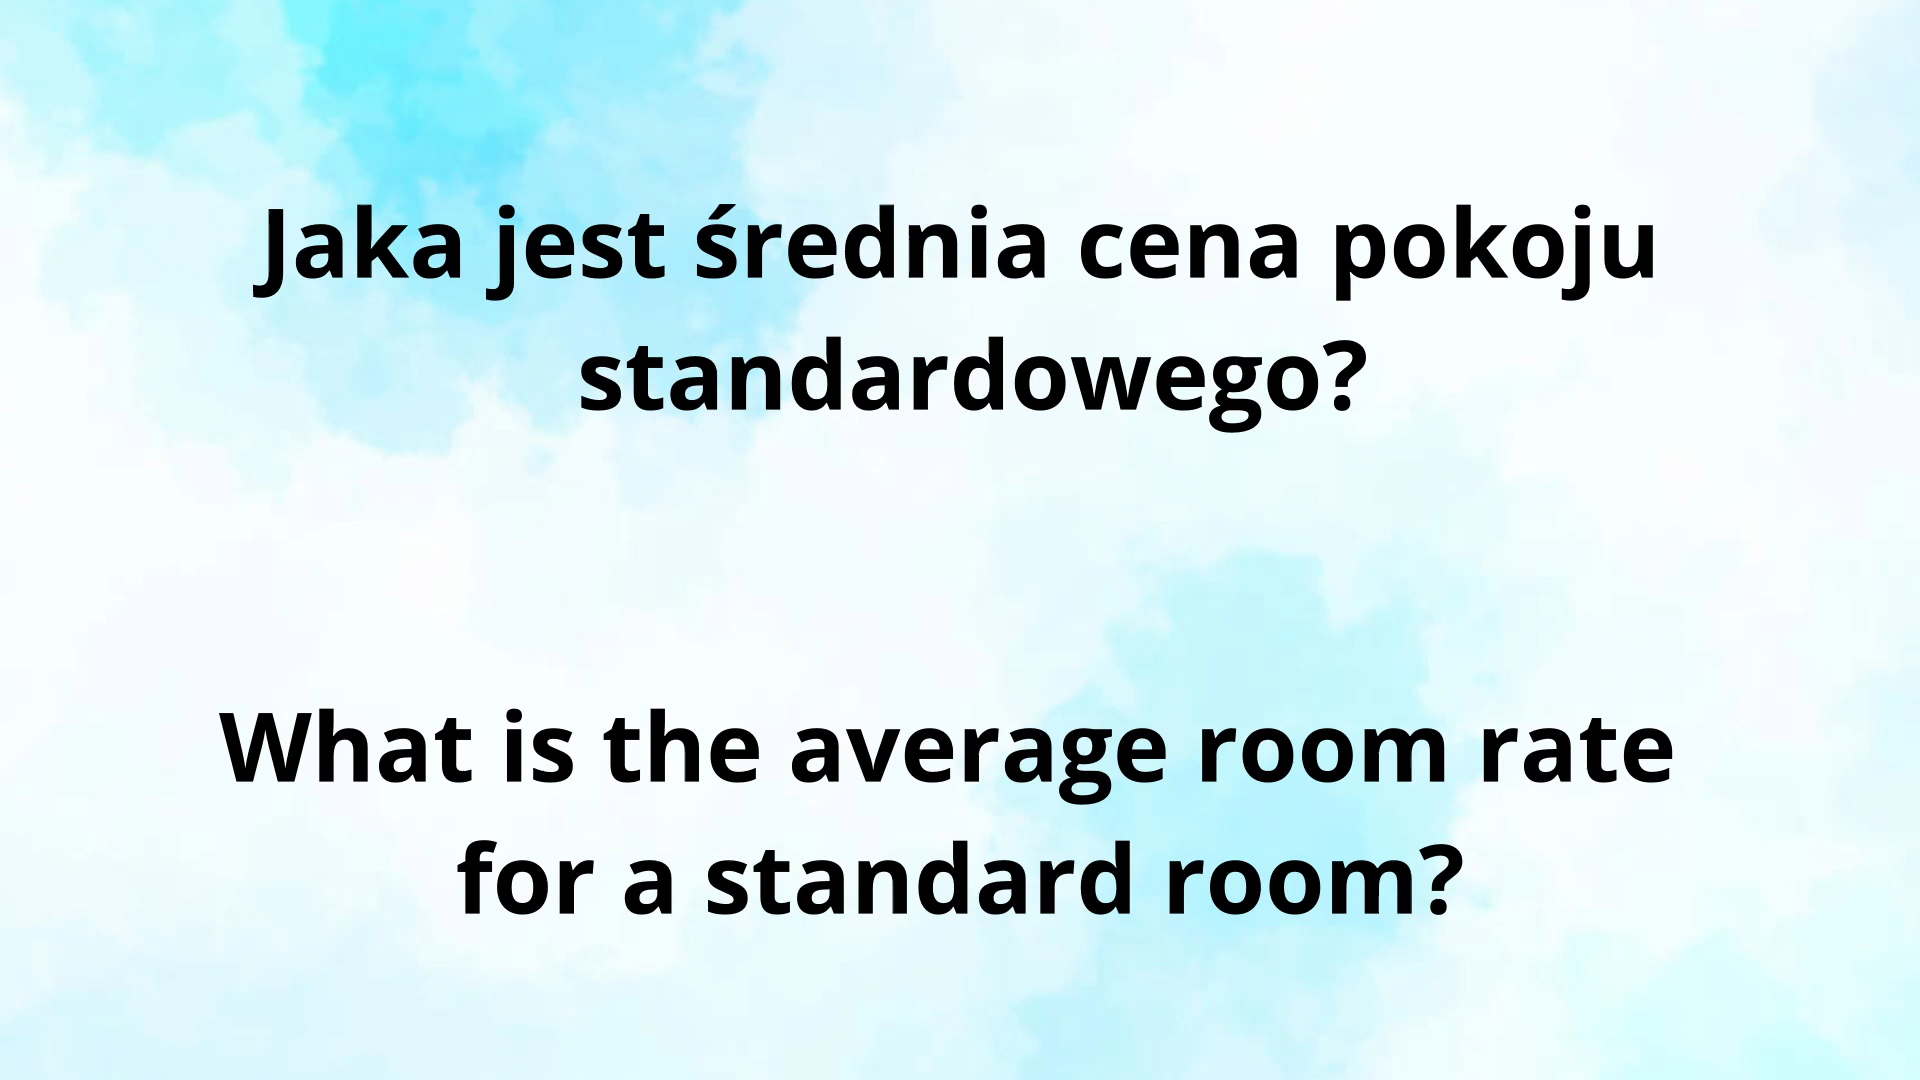 Jaka jest średnia cena pokoju
standardowego?
What is the average room rate
for a standard room?